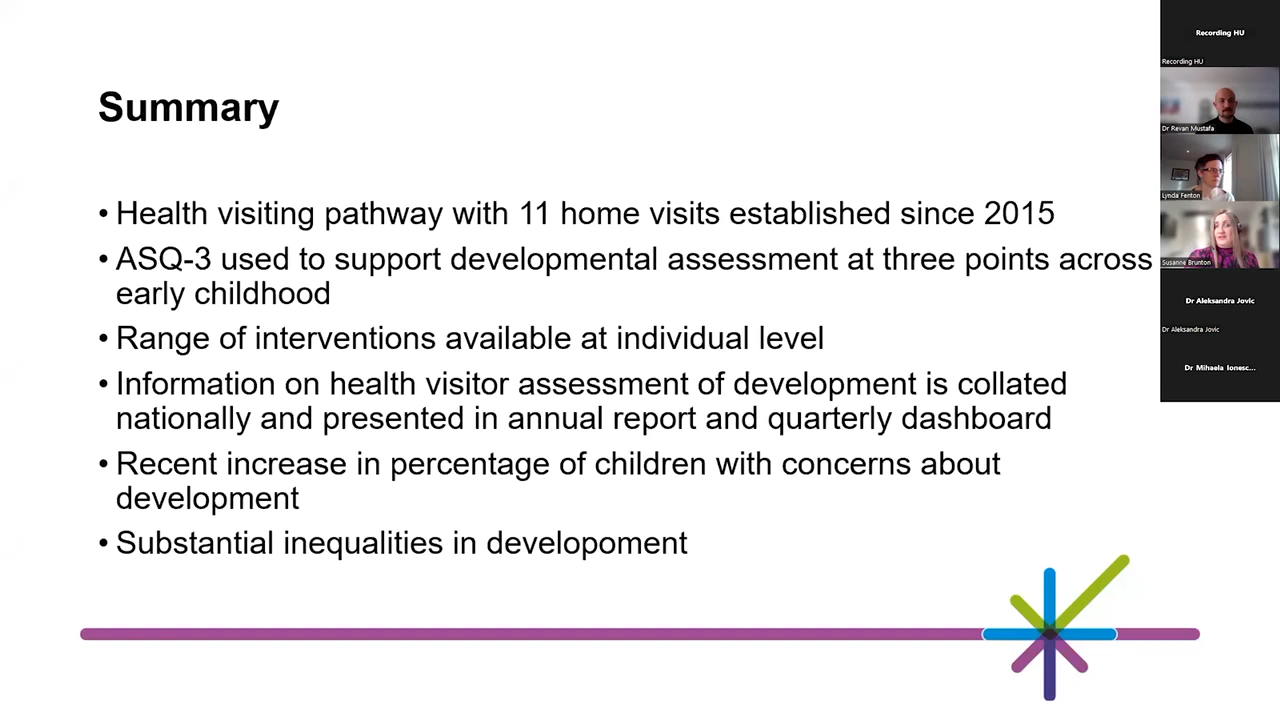 Summary
• Health visiting pathway with 11 home visits established since 2015
• ASQ-3 used to support developmental assessment at three points across
early childhood
• Range of interventions available at individual level
• Information on health visitor assessment of development is collated
nationally and presented in annual report and quarterly dashboard
• Recent increase in percentage of children with concerns about
development
• Substantial inequalities in developoment
Recording HU
Recording HU
Dr Revan Mustafa
Lynda Fenton
Susanne Brunton
Dr Aleksandra Jovic
Dr Aleksandra Jovic
Dr Mihaela Ionesc...